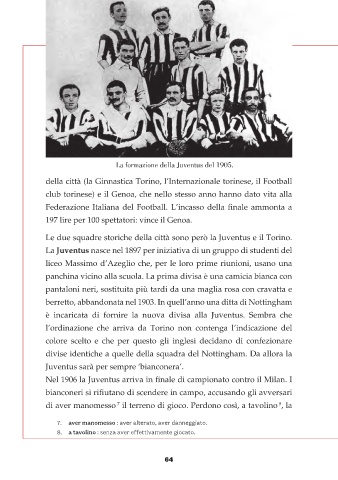 La formazione della Juventus del 1905.
della città (la Ginnastica Torino, l'Internazionale torinese, il Football
club torinese) e il Genoa, che nello stesso anno hanno dato vita alla
Federazione Italiana del Football. L'incasso della finale ammonta a
197 lire per 100 spettatori: vince il Genoa.
Le due squadre storiche della città sono però la Juventus e il Torino.
La Juventus nasce nel 1897 per iniziativa di un gruppo di studenti del
liceo Massimo d'Azeglio che, per le loro prime riunioni, usano una
panchina vicino alla scuola. La prima divisa è una camicia bianca con
pantaloni neri, sostituita più tardi da una maglia rosa con cravatta e
berretto, abbandonata nel 1903. In quell'anno una ditta di Nottingham
è incaricata di fornire la nuova divisa alla Juventus. Sembra che
l'ordinazione che arriva da Torino non contenga l'indicazione del
colore scelto e che per questo gli inglesi decidano di confezionare
divise identiche a quelle della squadra del Nottingham. Da allora la
Juventus sarà per sempre 'bianconera'.
Nel 1906 la Juventus arriva in finale di campionato contro il Milan. I
bianconeri si rifiutano di scendere in campo, accusando gli avversari
di aver manomesso7 il terreno di gioco. Perdono così, a tavolino8, la
7. aver manomesso : aver alterato, aver danneggiato.
8. a tavolino : senza aver effettivamente giocato.
64